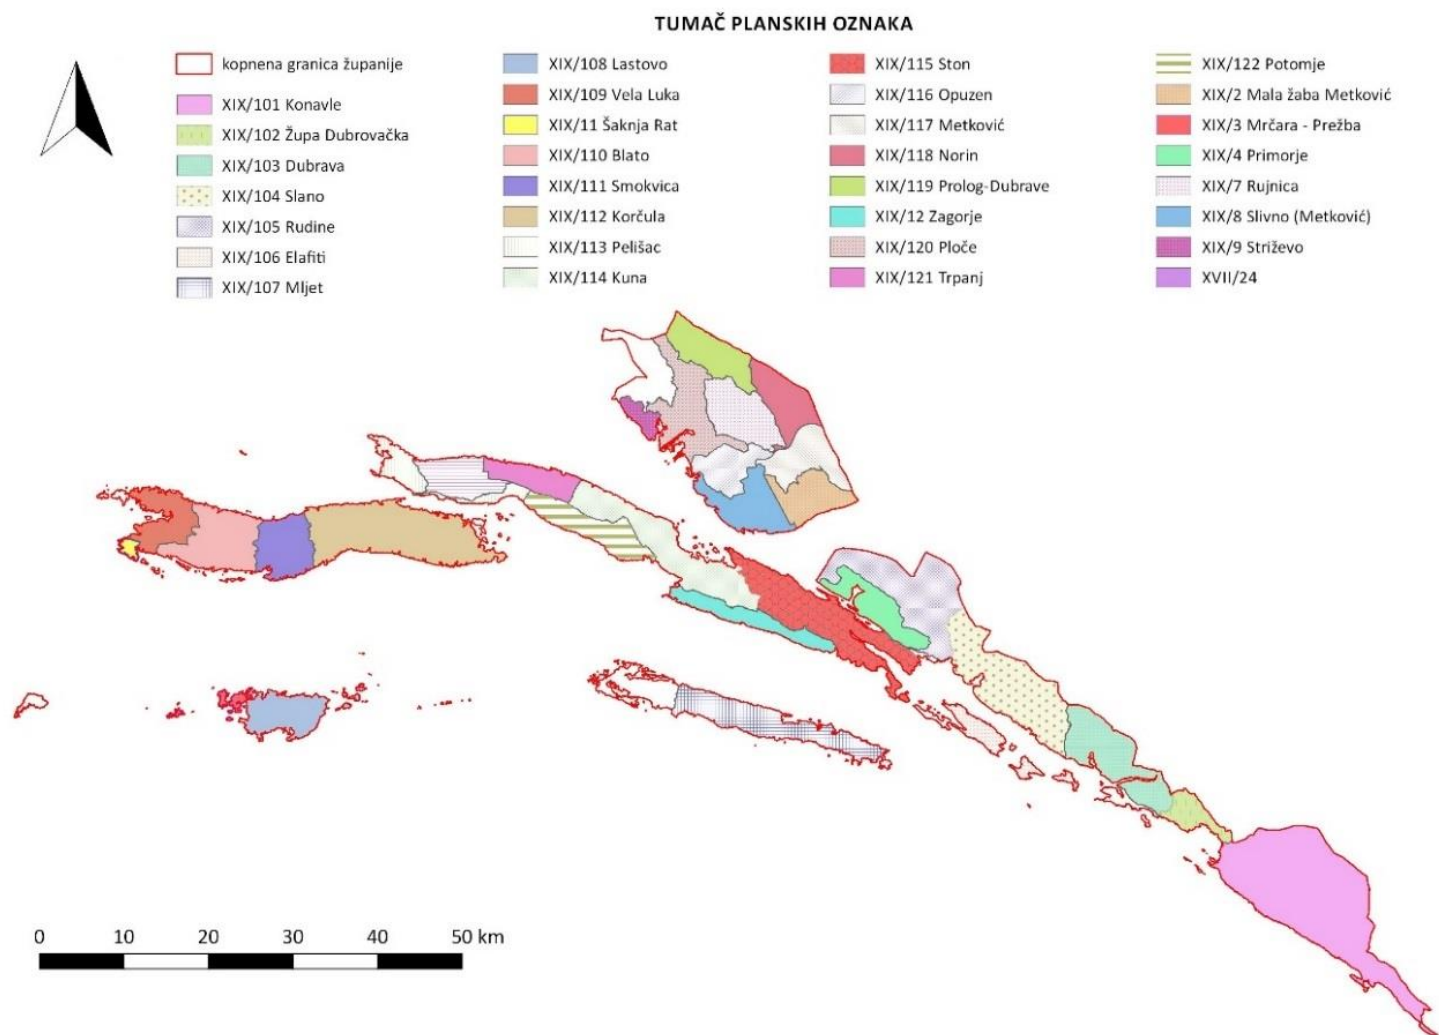 TUMAČ PLANSKIH OZNAKA
kopnena granica županije
XIX/101 Konavle
XIX/102 Župa Dubrovačka
XIX/103 Dubrava
XIX/104 Slano
XIX/105 Rudine
XIX/106 Elafiti
XIX/107 Mljet
XIX/108 Lastovo
XIX/109 Vela Luka
XIX/11 Šaknja Rat
XIX/110 Blato
XIX/111 Smokvica
XIX/112 Korčula
XIX/113 Pelišac
XIX/114 Kuna
XIX/115 Ston
XIX/116 Opuzen
XIX/117 Metković
XIX/118 Norin
XIX/119 Prolog-Dubrave
XIX/12 Zagorje
XIX/120 Ploče
XIX/121 Trpanj
XIX/122 Potomje
XIX/2 Mala žaba Metković
XIX/3 Mrčara - Prežba
XIX/4 Primorje
XIX/7 Rujnica
XIX/8 Slivno (Metković)
XIX/9 Striževo
XVII/24
0 10 20 30 40 50 km